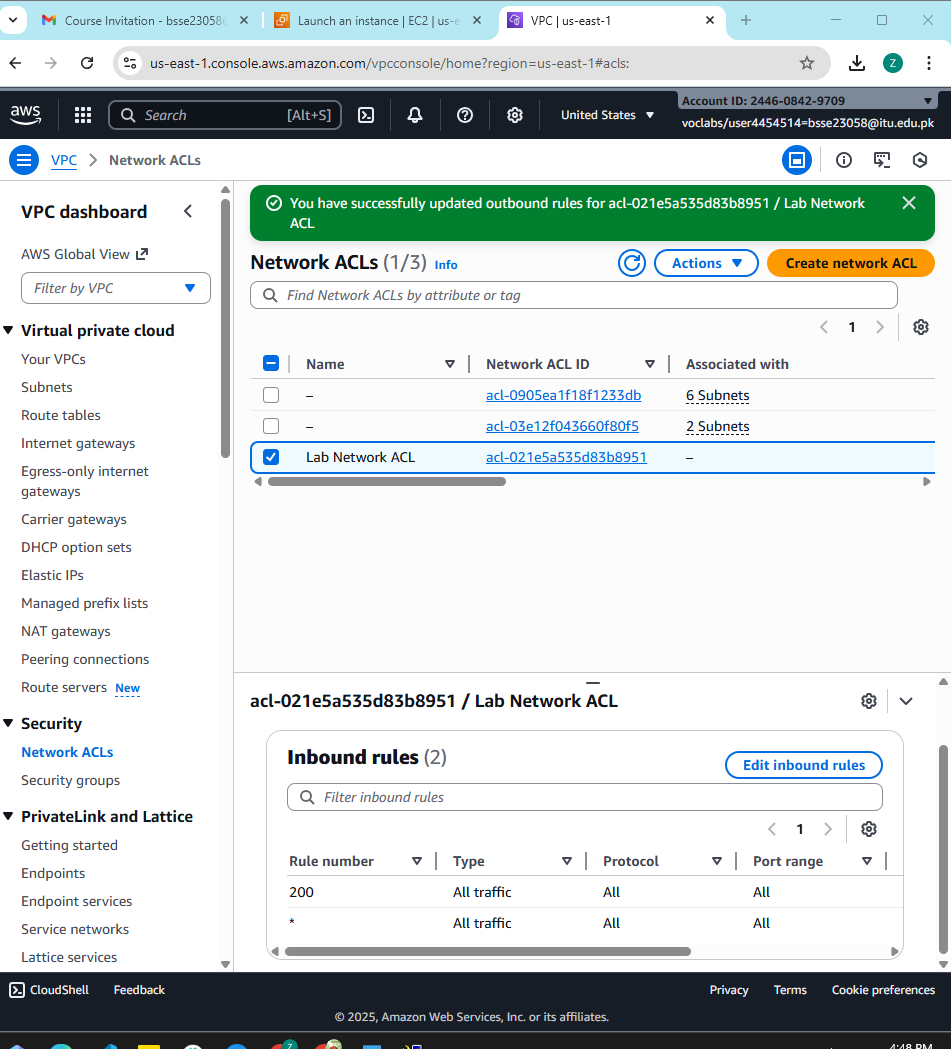 Course Invitation - bsse23058
Launch an instance | EC2 | us-e
VPC | us-east-1
us-east-1.console.aws.amazon.com/vpcconsole/home?region=us-east-1#acls:
Z
aws
Search
[Alt+S]
United States
Account ID: 2446-0842-9709
voclabs/user4454514=bsse23058@itu.edu.pk
VPC
Network ACLs
VPC dashboard
AWS Global View
Filter by VPC
Virtual private cloud
Your VPCs
Subnets
Route tables
Internet gateways
Egress-only internet
gateways
Carrier gateways
DHCP option sets
Elastic IPs
Managed prefix lists
NAT gateways
Peering connections
Route servers New
Security
Network ACLs
Security groups
PrivateLink and Lattice
Getting started
Endpoints
Endpoint services
Service networks
Lattice services
You have successfully updated outbound rules for acl-021e5a535d83b8951 / Lab Network
ACL
Network ACLs (1/3) Info
Actions
Create network ACL
Find Network ACLs by attribute or tag
1
Name Network ACL ID Associated with
– acl-0905ea1f18f1233db 6 Subnets
– acl-03e12f043660f80f5 2 Subnets
Lab Network ACL acl-021e5a535d83b8951 –
acl-021e5a535d83b8951 / Lab Network ACL
Inbound rules (2)
Edit inbound rules
Filter inbound rules
1
Rule number Type Protocol Port range
200 All traffic All All
* All traffic All All
CloudShell Feedback Privacy Terms Cookie preferences
© 2025, Amazon Web Services, Inc. or its affiliates.
Z
4:48 PM